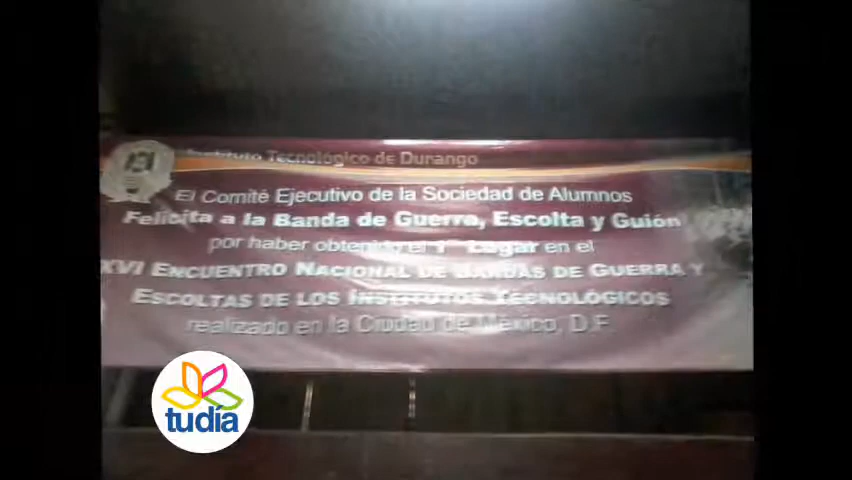 Instituto Tecnológico de Durango
El Comité Ejecutivo de la Sociedad de Alumnos
Felicita a la Banda de Guerra, Escolta y Guión
por haber obtenido el 1er Lugar en el
XVI Encuentro Nacional de Bandas de Guerra y
Escoltas de los Institutos Tecnológicos
realizado en la Ciudad de México, D.F.
tudía